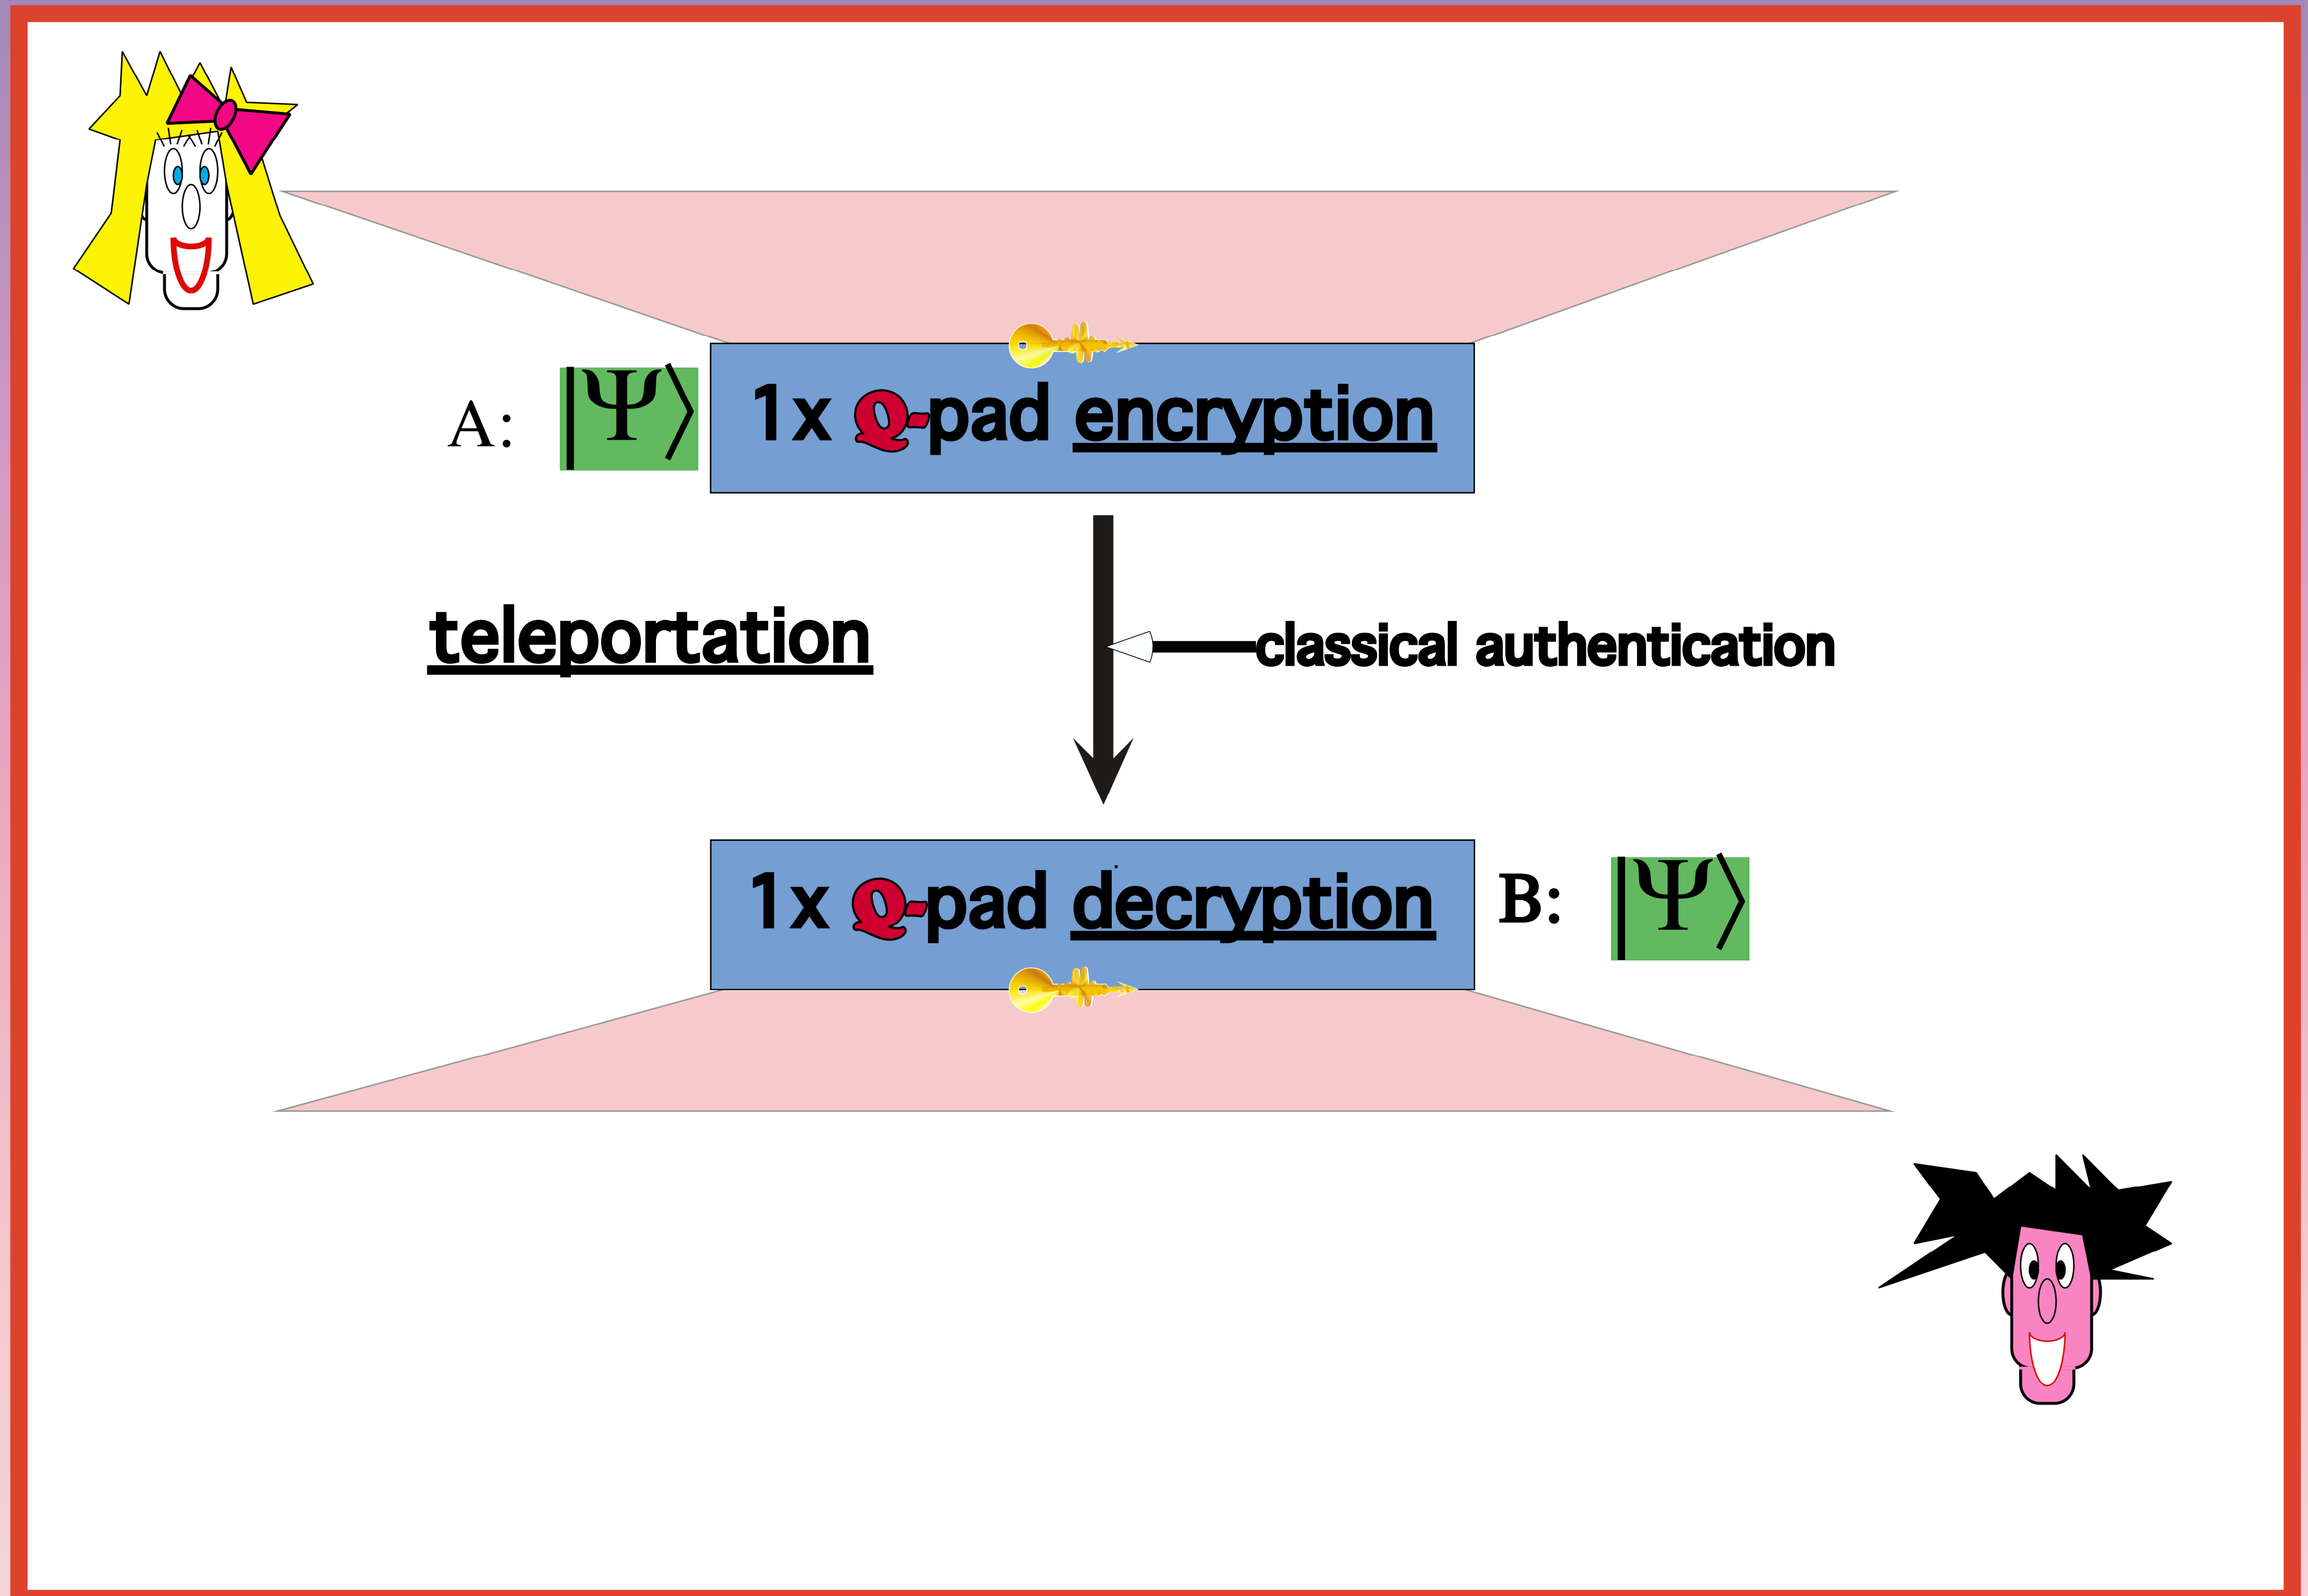 A: |Ψ⟩ 1x Q-pad encryption
teleportation
classical authentication
1x Q-pad decryption B: |Ψ⟩